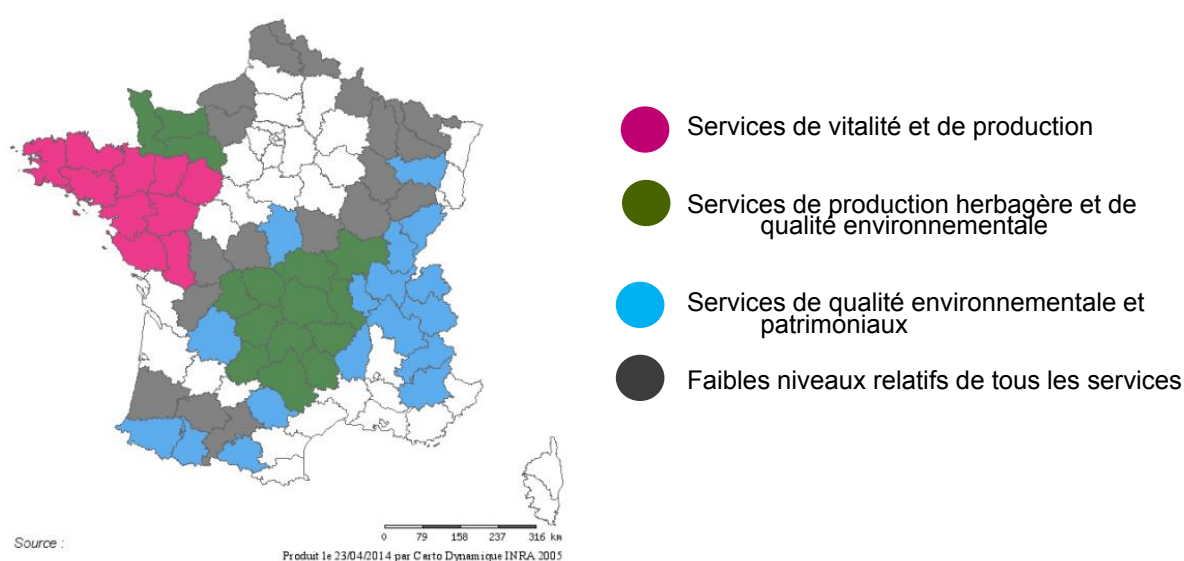 Services de vitalité et de production
Services de production herbagère et de
qualité environnementale
Services de qualité environnementale et
patrimoniaux
Faibles niveaux relatifs de tous les services
0 79 158 237 316 km
Source :
Produit le 23/04/2014 par Carto Dynamique INRA 2005